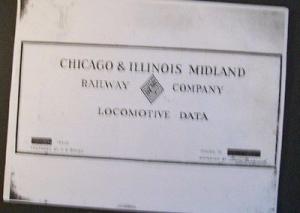 CHICAGO & ILLINOIS MIDLAND
RAILWAY COMPANY
LOCOMOTIVE DATA